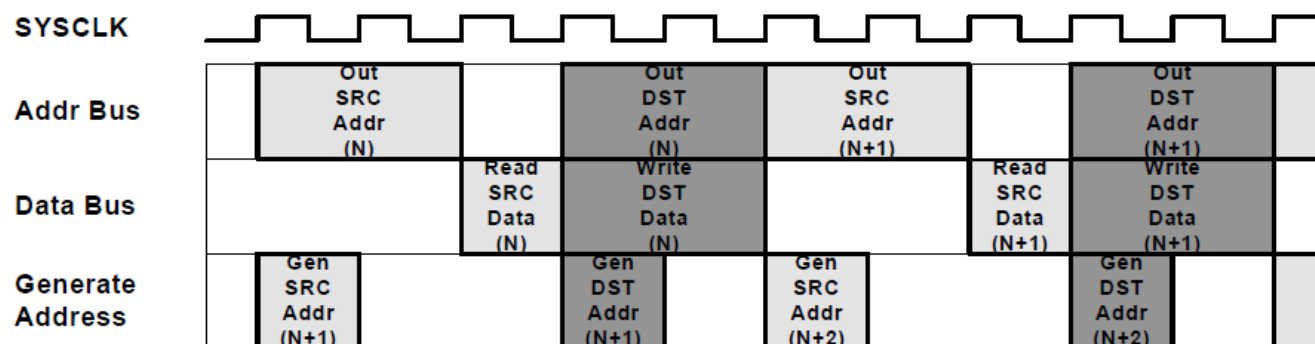 SYSCLK
Addr Bus
Out
SRC
Addr
(N)
Out
DST
Addr
(N)
Out
SRC
Addr
(N+1)
Out
DST
Addr
(N+1)
Data Bus
Read
SRC
Data
(N)
Write
DST
Data
(N)
Read
SRC
Data
(N+1)
Write
DST
Data
(N+1)
Generate
Address
Gen
SRC
Addr
(N+1)
Gen
DST
Addr
(N+1)
Gen
SRC
Addr
(N+2)
Gen
DST
Addr
(N+2)